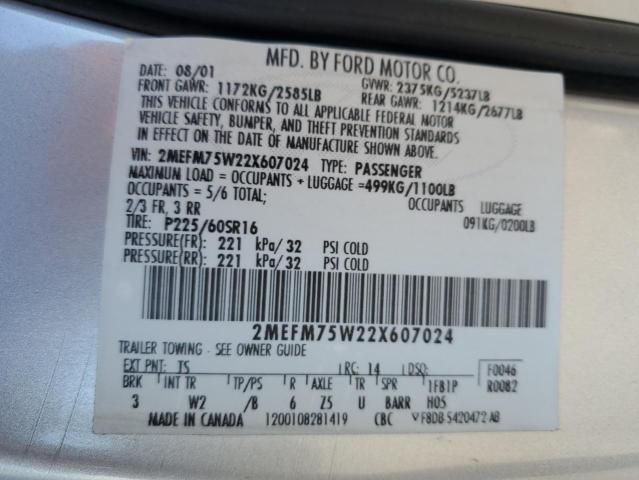 MFD. BY FORD MOTOR CO.
DATE: 08/01 GVWR: 2375KG/5237LB
FRONT GAWR: 1172KG/2585LB REAR GAWR: 1214KG/2677LB
THIS VEHICLE CONFORMS TO ALL APPLICABLE FEDERAL MOTOR
VEHICLE SAFETY, BUMPER, AND THEFT PREVENTION STANDARDS
IN EFFECT ON THE DATE OF MANUFACTURE SHOWN ABOVE.
VIN: 2MEFM75W22X607024 TYPE: PASSENGER
MAXIMUM LOAD = OCCUPANTS + LUGGAGE =499KG/1100LB
OCCUPANTS = 5/6 TOTAL; OCCUPANTS LUGGAGE
2/3 FR, 3 RR 091KG/0200LB
TIRE: P225/60SR16
PRESSURE(FR): 221 kPa/32 PSI COLD
PRESSURE(RR): 221 kPa/32 PSI COLD
2MEFM75W22X607024
TRAILER TOWING - SEE OWNER GUIDE
EXT PNT: TS RC: 14 DSO: F0046
BRK INT TR TP/PS R AXLE TR SPR 1FB1P R0082
3 W2 /B 6 Z5 U BARR H05
MADE IN CANADA 1200108281419 CBC VF8DB-5420472-AB